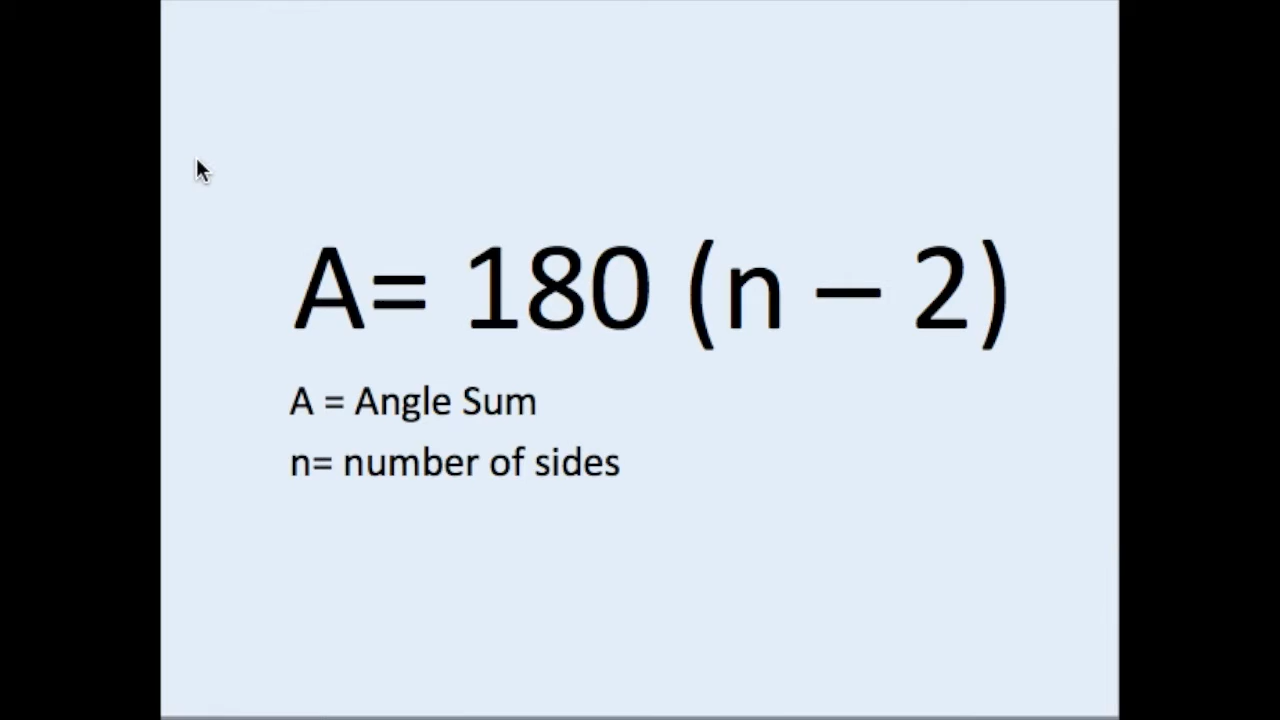 A= 180 (n – 2)
A = Angle Sum
n= number of sides